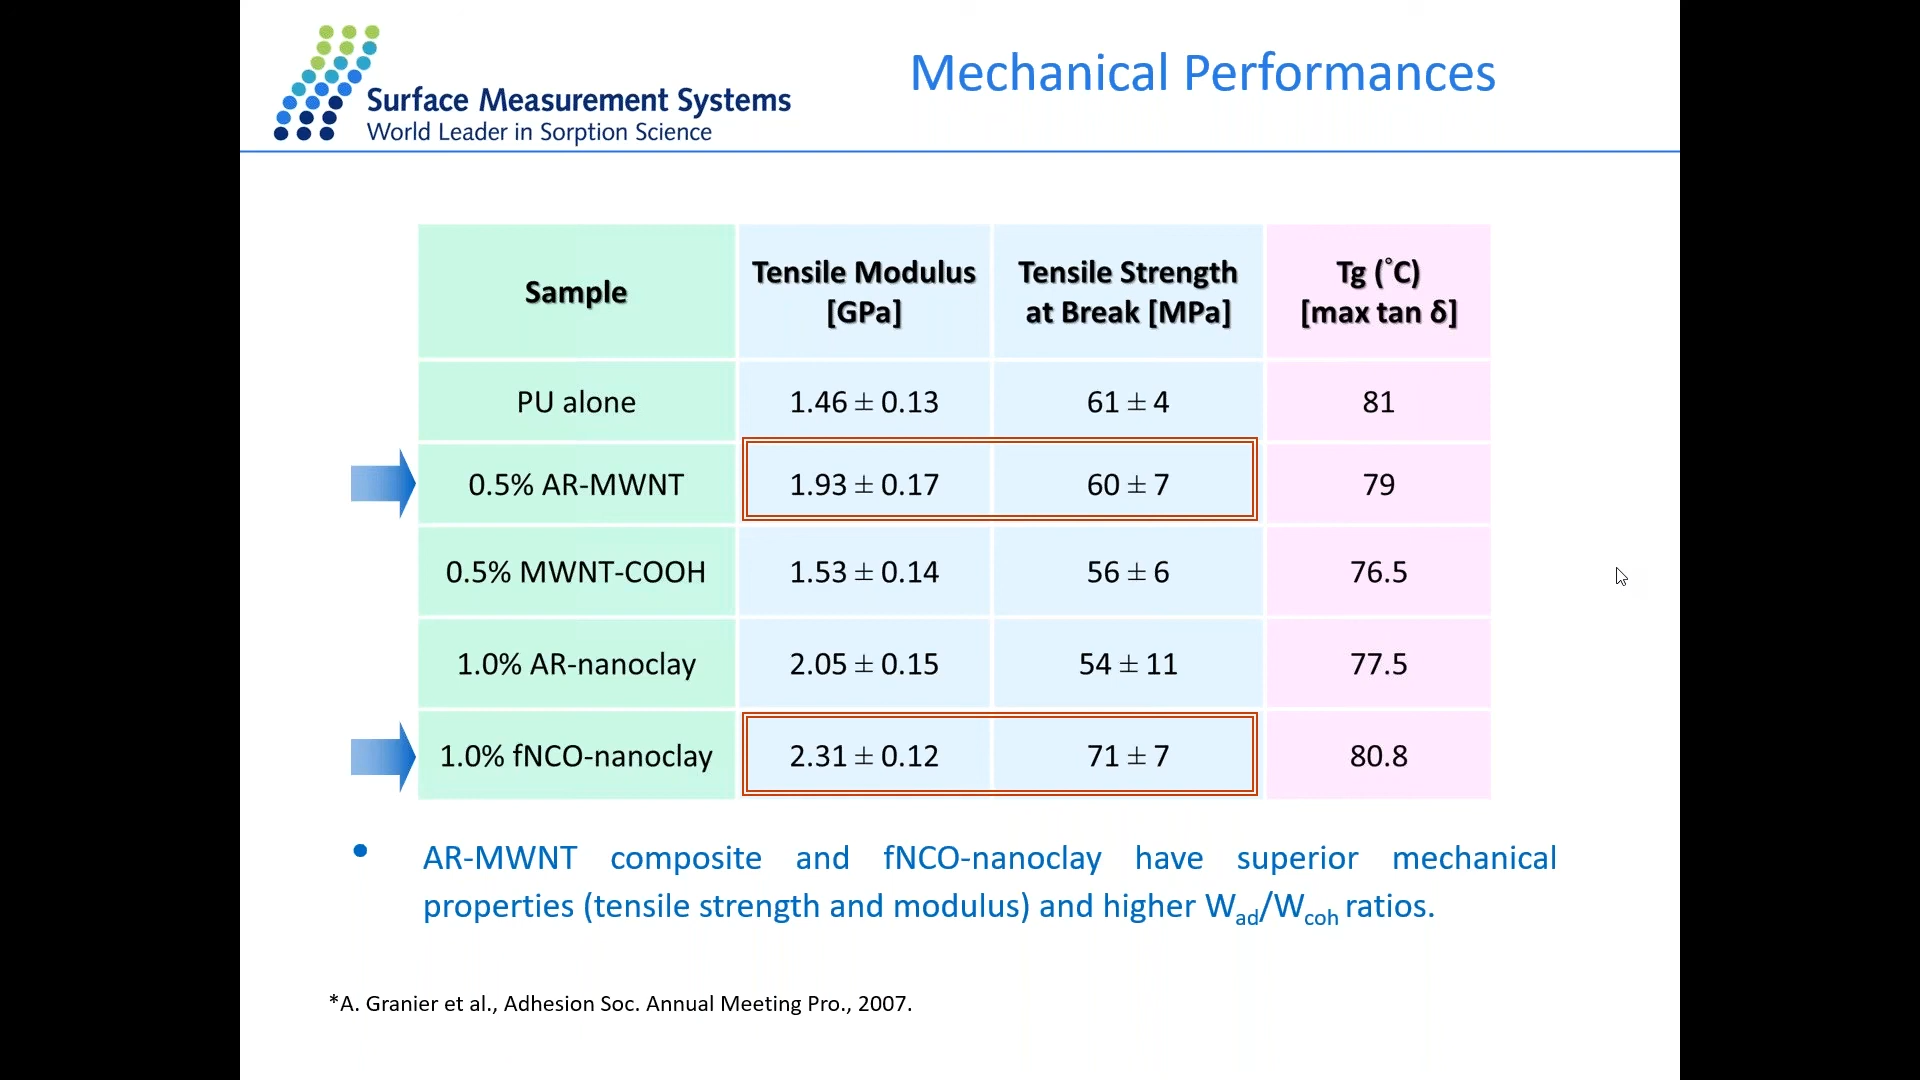 Surface Measurement Systems
World Leader in Sorption Science
Mechanical Performances
Sample
Tensile Modulus
[GPa]
Tensile Strength
at Break [MPa]
Tg (˚C)
[max tan δ]
PU alone
1.46 ± 0.13
61 ± 4
81
0.5% AR-MWNT
1.93 ± 0.17
60 ± 7
79
0.5% MWNT-COOH
1.53 ± 0.14
56 ± 6
76.5
1.0% AR-nanoclay
2.05 ± 0.15
54 ± 11
77.5
1.0% fNCO-nanoclay
2.31 ± 0.12
71 ± 7
80.8
• AR-MWNT composite and fNCO-nanoclay have superior mechanical
properties (tensile strength and modulus) and higher Wad/Wcoh ratios.
*A. Granier et al., Adhesion Soc. Annual Meeting Pro., 2007.